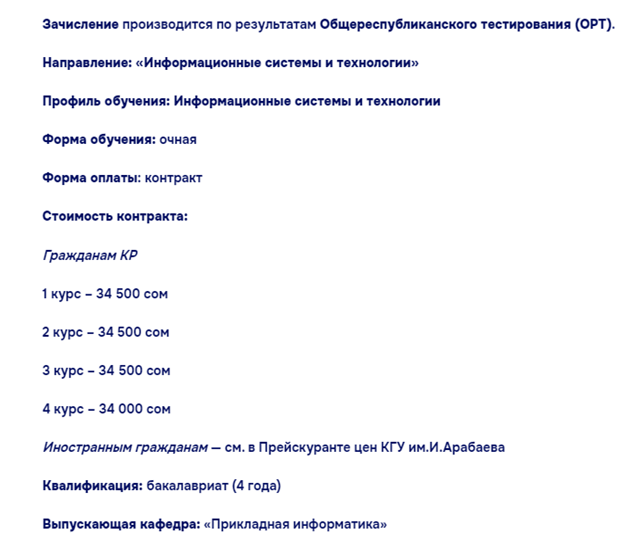 Зачисление производится по результатам Общереспубликанского тестирования (ОРТ).
Направление: «Информационные системы и технологии»
Профиль обучения: Информационные системы и технологии
Форма обучения: очная
Форма оплаты: контракт
Стоимость контракта:
Гражданам КР
1 курс – 34 500 сом
2 курс – 34 500 сом
3 курс – 34 500 сом
4 курс – 34 000 сом
Иностранным гражданам — см. в Прейскуранте цен КГУ им.И.Арабаева
Квалификация: бакалавриат (4 года)
Выпускающая кафедра: «Прикладная информатика»